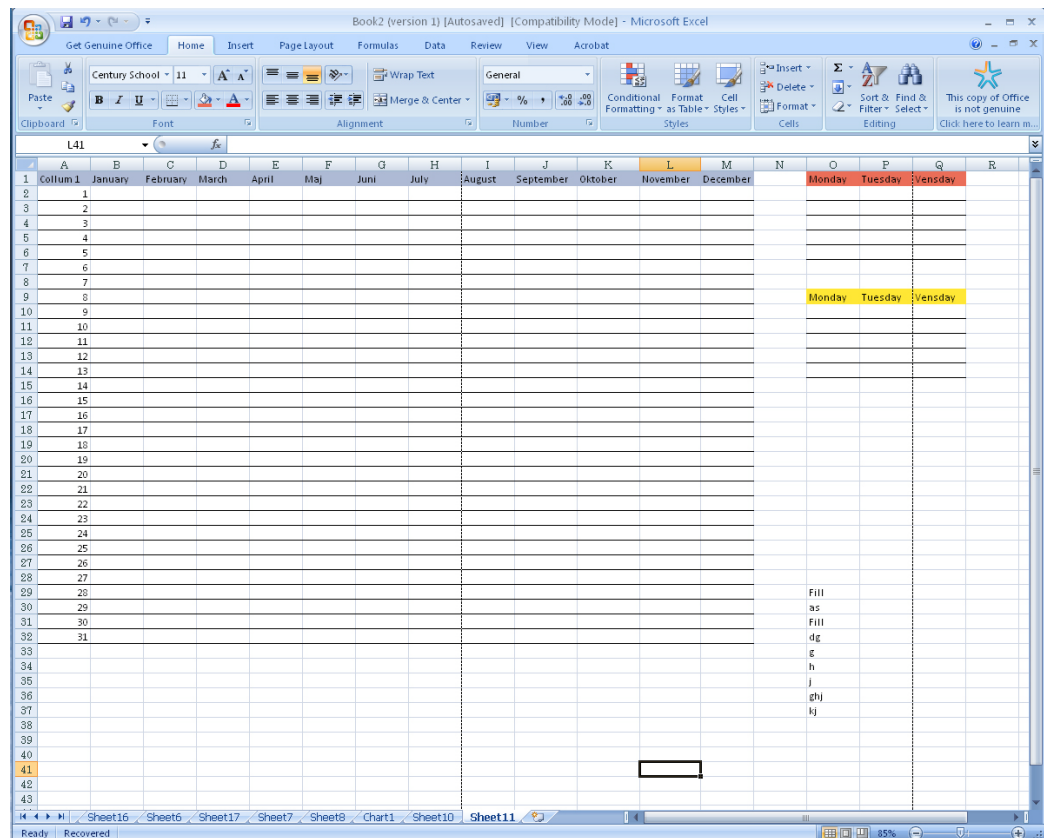 Book2 (version 1) [Autosaved] [Compatibility Mode] - Microsoft Excel
Get Genuine Office Home Insert Page Layout Formulas Data Review View Acrobat
Paste
Century School 11
B I U
Wrap Text
Merge & Center
General
% , .0 .00 .00 .0
Conditional Formatting Format as Table Cell Styles
Insert
Delete
Format
Σ
Sort & Filter Find & Select
This copy of Office is not genuine
Clipboard Font Alignment Number Styles Cells Editing Click here to learn m...
L41 fx
A B C D E F G H I J K L M N O P Q R
1 Collum1 January February March April Maj Juni July August September Oktober November December Monday Tuesday Vensday
2 1
3 2
4 3
5 4
6 5
7 6
8 7
9 8 Monday Tuesday Vensday
10 9
11 10
12 11
13 12
14 13
15 14
16 15
17 16
18 17
19 18
20 19
21 20
22 21
23 22
24 23
25 24
26 25
27 26
28 27
29 28 Fill
30 29 as
31 30 Fill
32 31 dg
33 g
34 h
35 j
36 ghj
37 kj
38
39
40
41
42
43
Sheet16 Sheet6 Sheet17 Sheet7 Sheet8 Chart1 Sheet10 Sheet11
Ready Recovered 85%